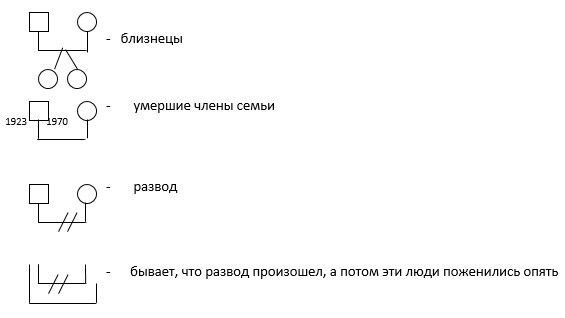 - близнецы
- умершие члены семьи
1923 1970
- развод
- бывает, что развод произошел, а потом эти люди поженились опять